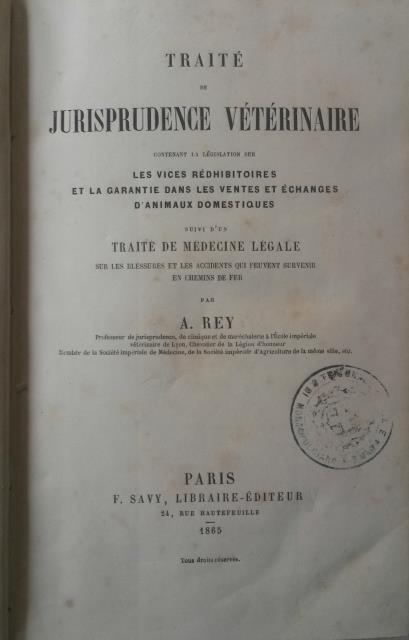 TRAITÉ
DE
JURISPRUDENCE VÉTÉRINAIRE
CONTENANT LA LÉGISLATION SUR
LES VICES RÉDHIBITOIRES
ET LA GARANTIE DANS LES VENTES ET ÉCHANGES
D'ANIMAUX DOMESTIQUES
SUIVI D'UN
TRAITÉ DE MÉDECINE LÉGALE
SUR LES BLESSURES ET LES ACCIDENTS QUI PEUVENT SURVENIR
EN CHEMINS DE FER
PAR
A. REY
Professeur de jurisprudence, de clinique et de maréchalerie à l'École impériale
vétérinaire de Lyon, Chevalier de la Légion d'honneur
Membre de la Société impériale de Médecine, de la Société impériale d'Agriculture de la même ville, etc.
PARIS
F. SAVY, LIBRAIRE-ÉDITEUR
24, RUE HAUTEFEUILLE
1865
Tous droits réservés.